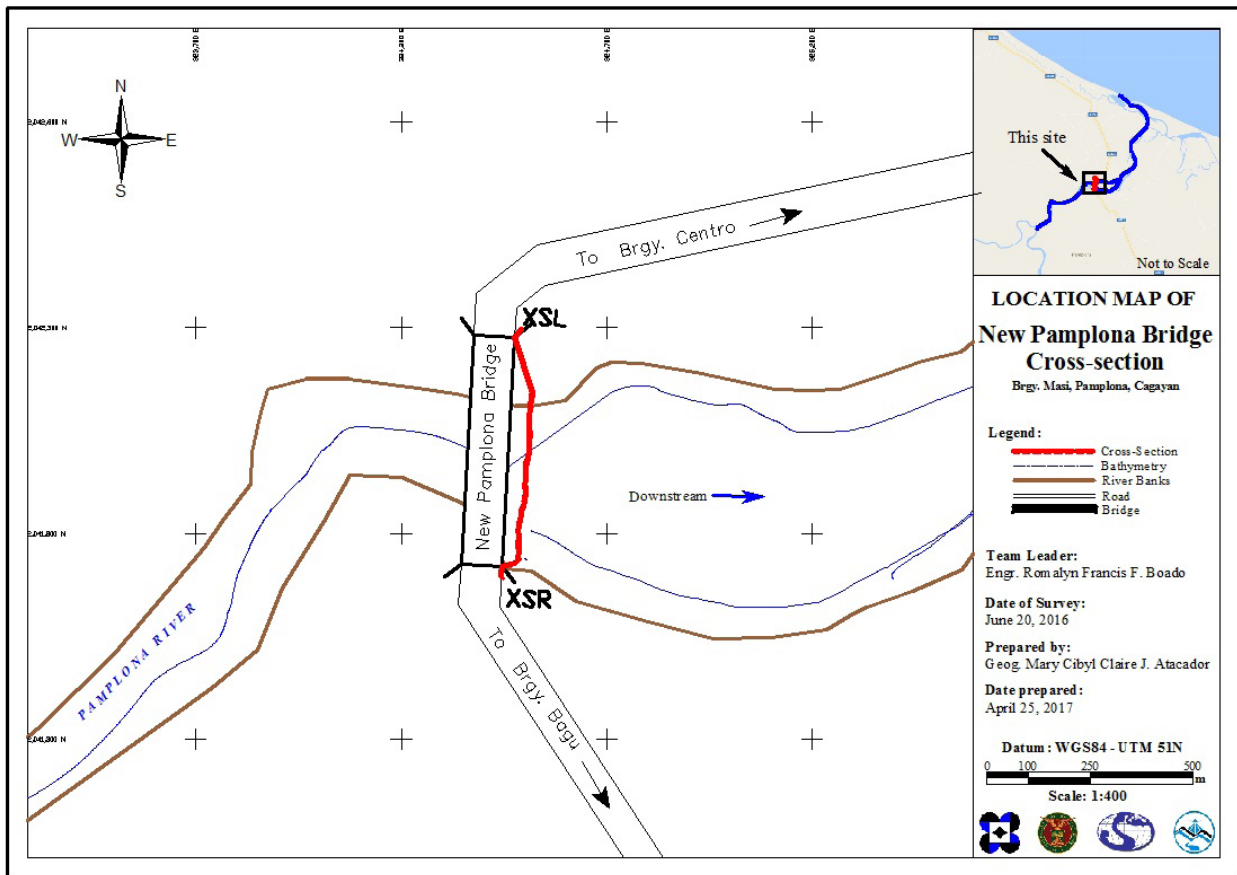 N
W E
S
XSL
XSR
New Pamplona Bridge
To Brgy. Centro
To Brgy. Bagu
Downstream
PAMPLONA RIVER
This site
Not to Scale
LOCATION MAP OF
New Pamplona Bridge
Cross-section
Brgy. Masi, Pamplona, Cagayan
Legend:
Cross-Section
Bathymetry
River Banks
Road
Bridge
Team Leader:
Engr. Romalyn Francis F. Boado
Date of Survey:
June 20, 2016
Prepared by:
Geog. Mary Cibyl Claire J. Atacador
Date prepared:
April 25, 2017
Datum : WGS84 - UTM 51N
0 100 250 500
m
Scale: 1:400